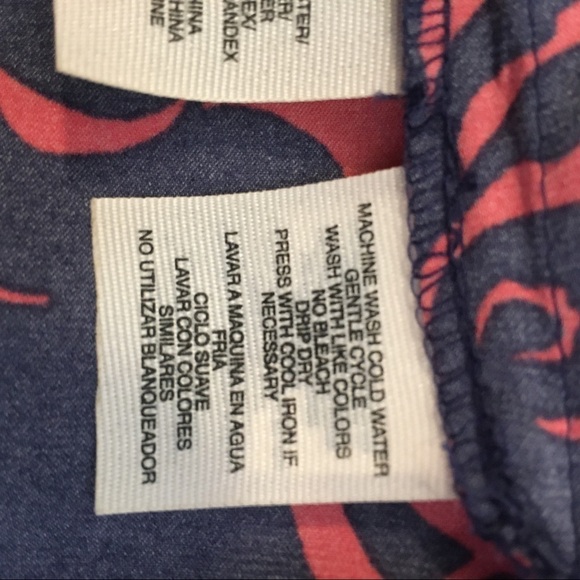 MACHINE WASH COLD WATER
GENTLE CYCLE
WASH WITH LIKE COLORS
NO BLEACH
DRIP DRY
PRESS WITH COOL IRON IF
NECESSARY
LAVAR A MAQUINA EN AGUA
FRIA
CICLO SUAVE
LAVAR CON COLORES
SIMILARES
NO UTILIZAR BLANQUEADOR